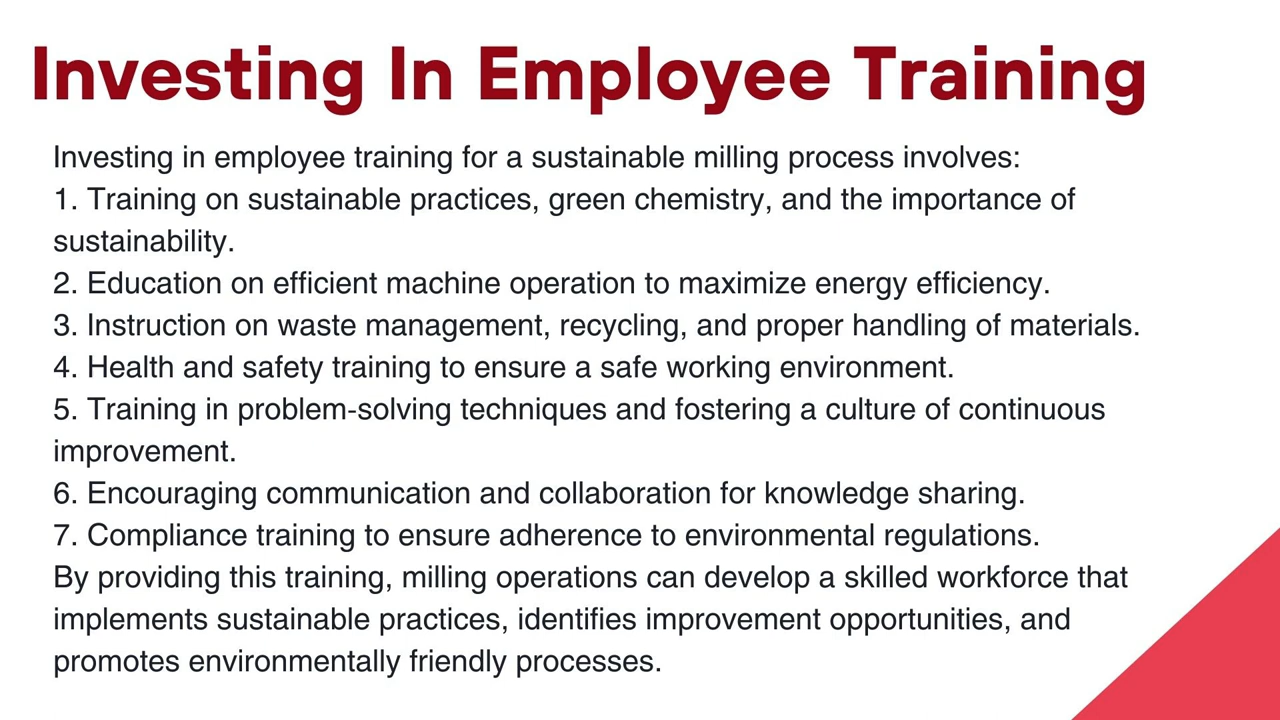 Investing In Employee Training
Investing in employee training for a sustainable milling process involves:
1. Training on sustainable practices, green chemistry, and the importance of
sustainability.
2. Education on efficient machine operation to maximize energy efficiency.
3. Instruction on waste management, recycling, and proper handling of materials.
4. Health and safety training to ensure a safe working environment.
5. Training in problem-solving techniques and fostering a culture of continuous
improvement.
6. Encouraging communication and collaboration for knowledge sharing.
7. Compliance training to ensure adherence to environmental regulations.
By providing this training, milling operations can develop a skilled workforce that
implements sustainable practices, identifies improvement opportunities, and
promotes environmentally friendly processes.